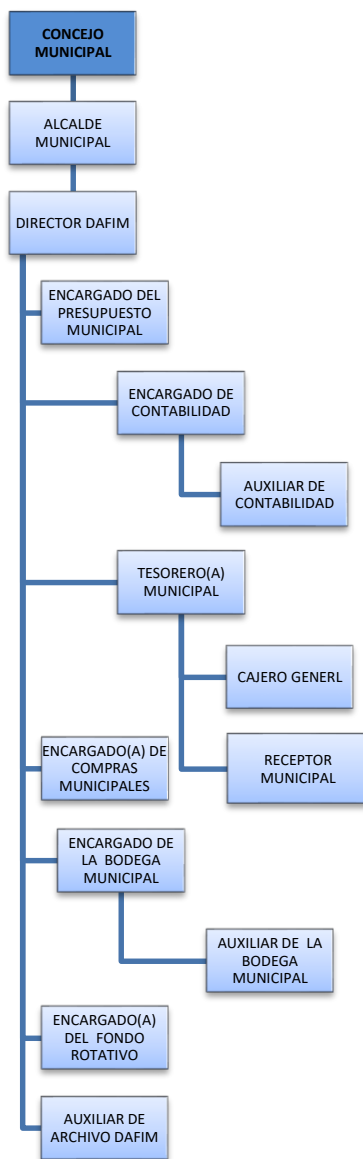 CONCEJO
MUNICIPAL
ALCALDE
MUNICIPAL
DIRECTOR DAFIM
ENCARGADO DEL
PRESUPUESTO
MUNICIPAL
ENCARGADO DE
CONTABILIDAD
AUXILIAR DE
CONTABILIDAD
TESORERO(A)
MUNICIPAL
CAJERO GENERL
RECEPTOR
MUNICIPAL
ENCARGADO(A) DE
COMPRAS
MUNICIPALES
ENCARGADO DE
LA BODEGA
MUNICIPAL
AUXILIAR DE LA
BODEGA
MUNICIPAL
ENCARGADO(A)
DEL FONDO
ROTATIVO
AUXILIAR DE
ARCHIVO DAFIM